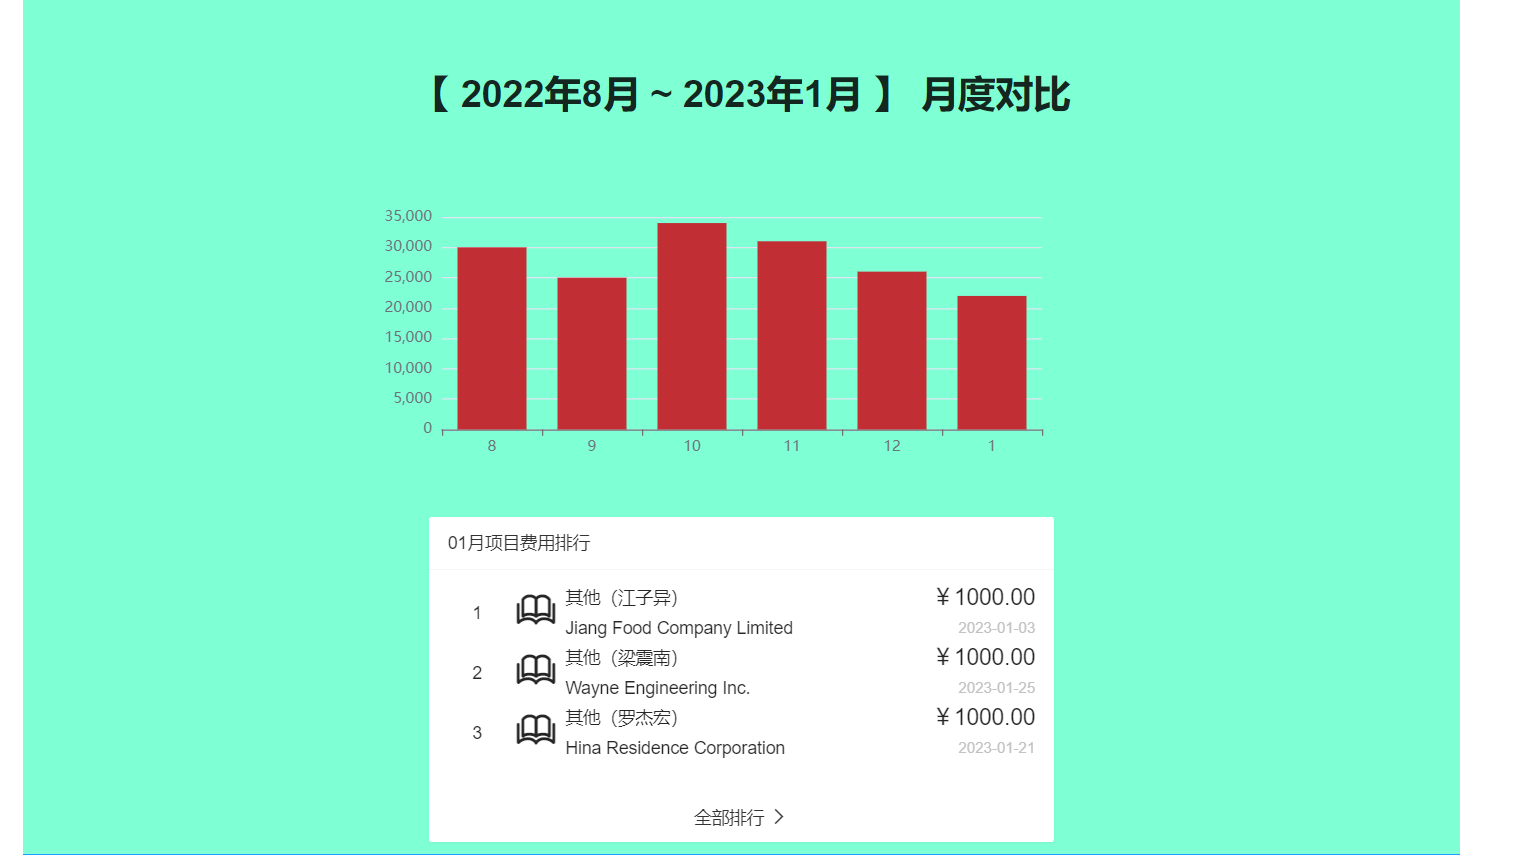 【 2022年8月 ~ 2023年1月 】 月度对比
35,000
30,000
25,000
20,000
15,000
10,000
5,000
0
8 9 10 11 12 1
01月项目费用排行
1
其他（江子异）
¥ 1000.00
Jiang Food Company Limited
2023-01-03
2
其他（梁震南）
¥ 1000.00
Wayne Engineering Inc.
2023-01-25
3
其他（罗杰宏）
¥ 1000.00
Hina Residence Corporation
2023-01-21
全部排行